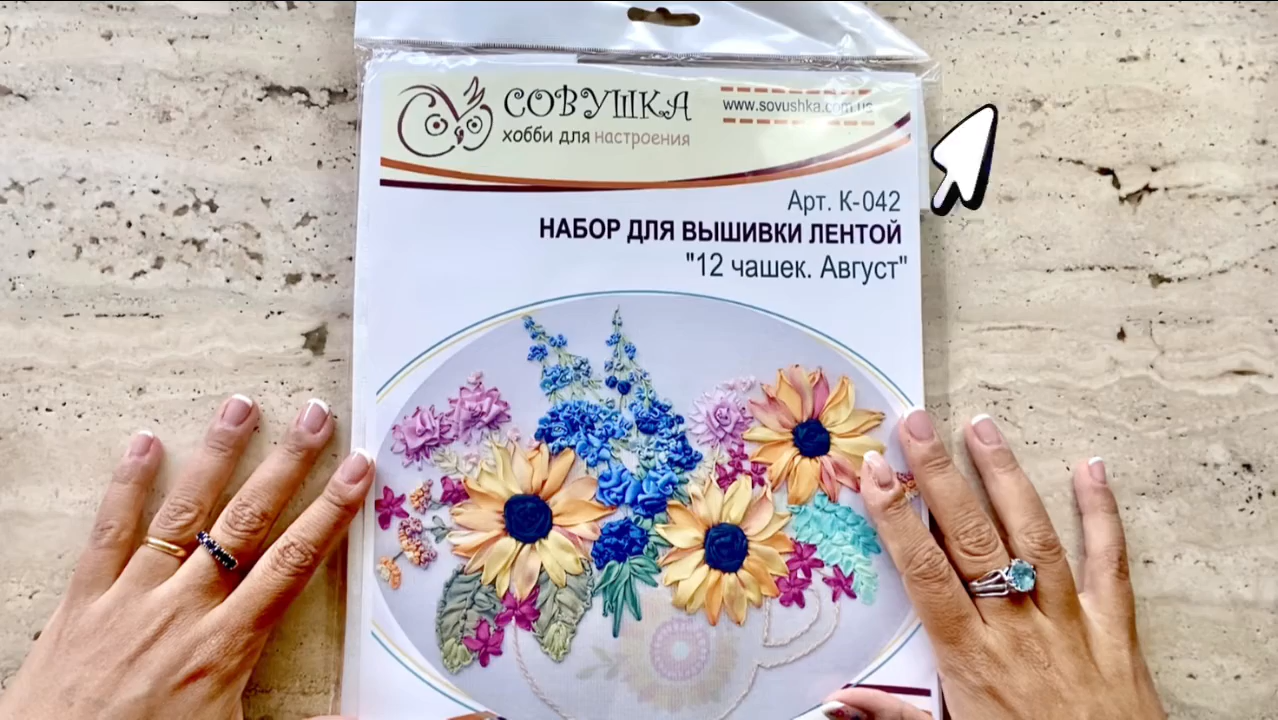 СОВУШКА
хобби для настроения
www.sovushka.com.ua
Арт. К-042
НАБОР ДЛЯ ВЫШИВКИ ЛЕНТОЙ
"12 чашек. Август"